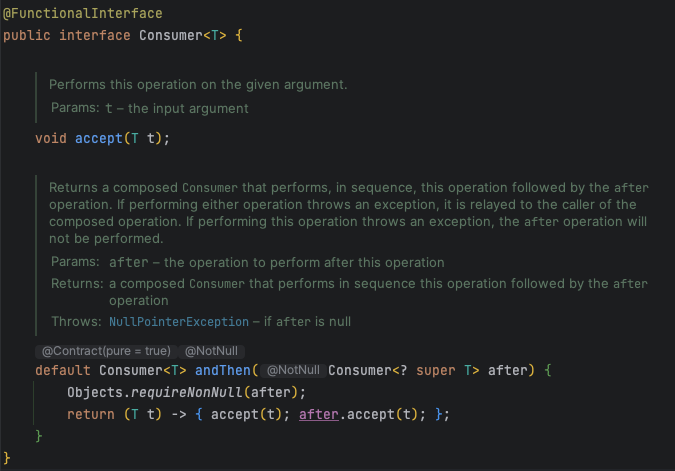 @FunctionalInterface
public interface Consumer<T> {
Performs this operation on the given argument.
Params: t – the input argument
void accept(T t);
Returns a composed Consumer that performs, in sequence, this operation followed by the after
operation. If performing either operation throws an exception, it is relayed to the caller of the
composed operation. If performing this operation throws an exception, the after operation will
not be performed.
Params: after – the operation to perform after this operation
Returns: a composed Consumer that performs in sequence this operation followed by the after
operation
Throws: NullPointerException – if after is null
@Contract(pure = true) @NotNull
default Consumer<T> andThen( @NotNull Consumer<? super T> after) {
Objects.requireNonNull(after);
return (T t) -> { accept(t); after.accept(t); };
}
}